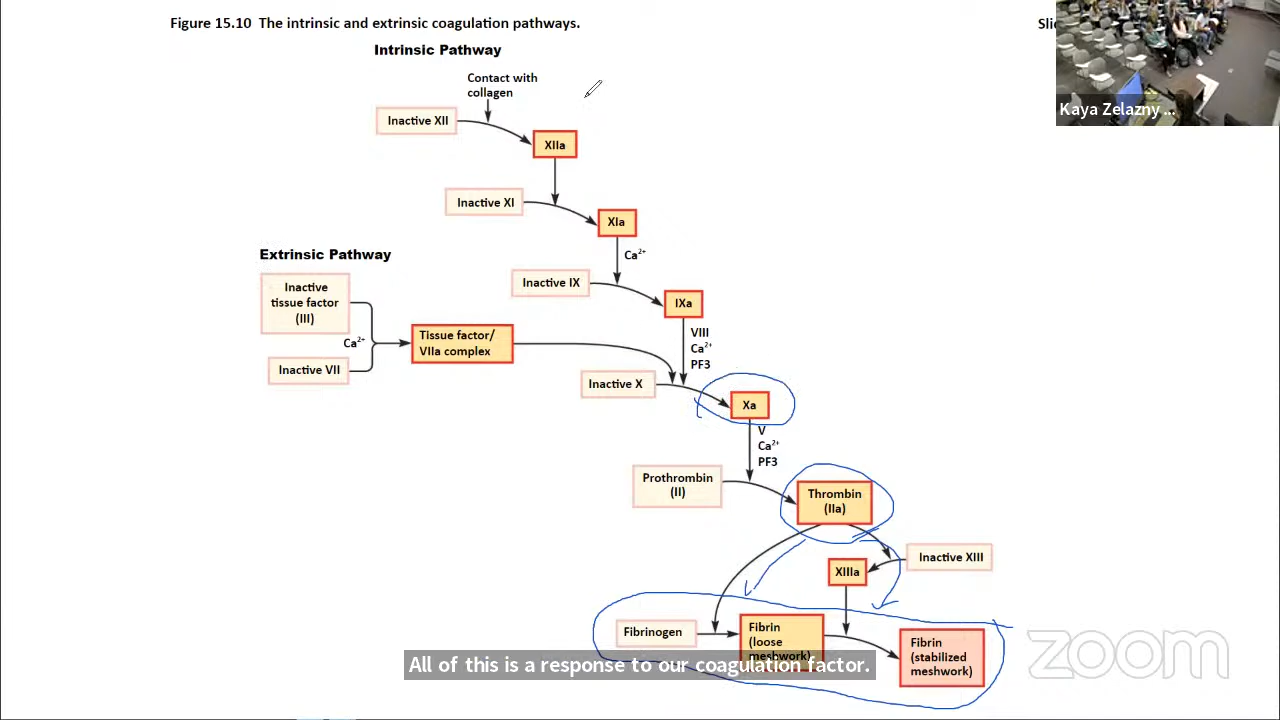 Figure 15.10 The intrinsic and extrinsic coagulation pathways.
Intrinsic Pathway
Contact with
collagen
Inactive XII
XIIa
Inactive XI
XIa
Ca²⁺
Extrinsic Pathway
Inactive
tissue factor
(III)
Ca²⁺
Inactive VII
Tissue factor/
VIIa complex
Inactive IX
IXa
VIII
Ca²⁺
PF3
Inactive X
Xa
V
Ca²⁺
PF3
Prothrombin
(II)
Thrombin
(IIa)
Inactive XIII
XIIIa
Fibrinogen
Fibrin
(loose
meshwork)
Fibrin
(stabilized
meshwork)
All of this is a response to our coagulation factor.
Kaya Zelazny ...
zoom